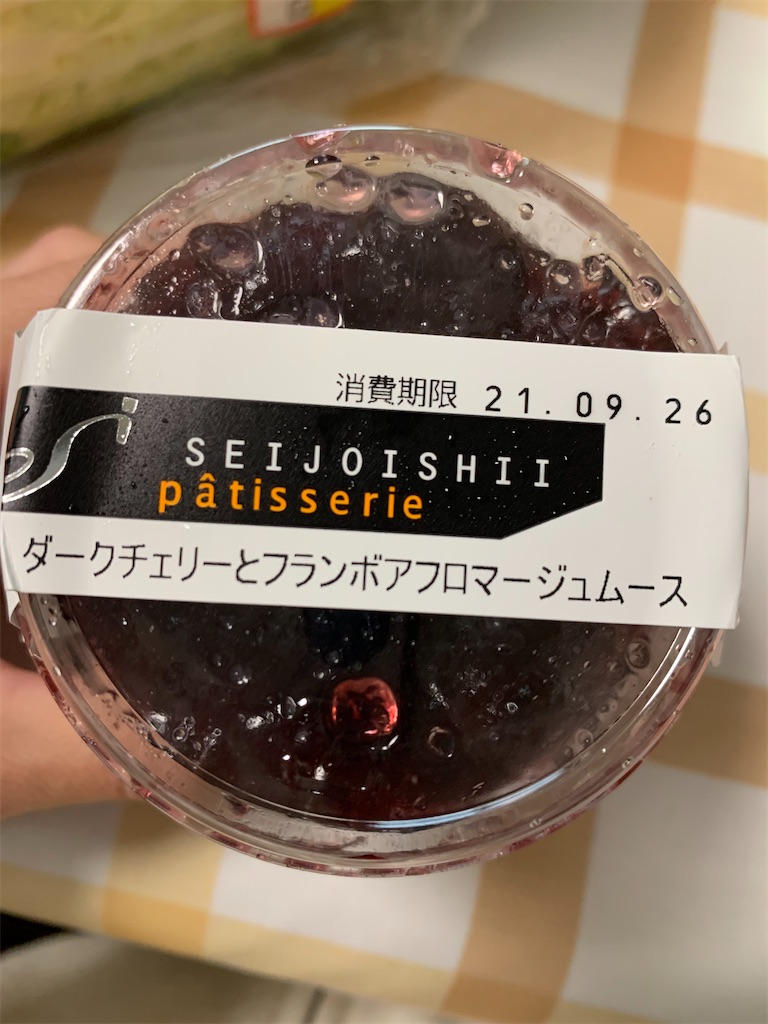 消費期限 21.09.26
SEIJOISHII
pâtisserie
ダークチェリーとフランボアフロマージュムース